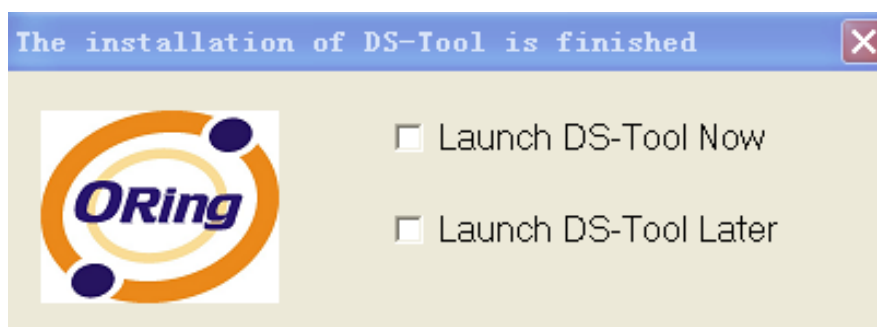 The installation of DS-Tool is finished
Launch DS-Tool Now
ORing
Launch DS-Tool Later